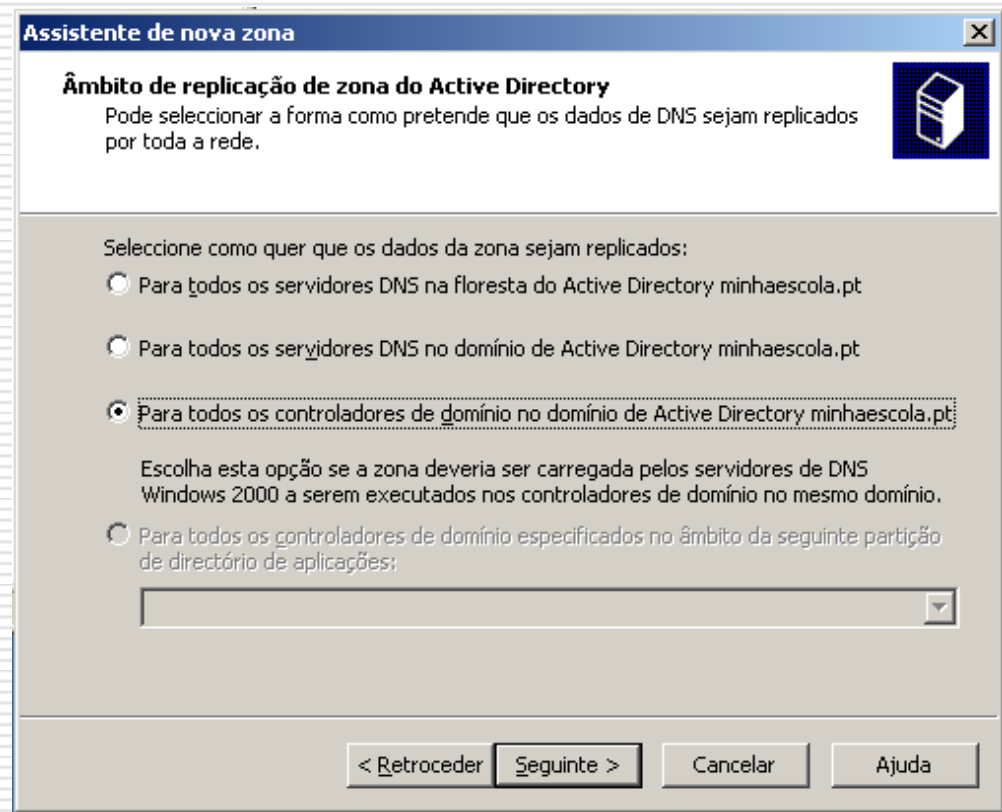 Assistente de nova zona
Âmbito de replicação de zona do Active Directory
Pode seleccionar a forma como pretende que os dados de DNS sejam replicados
por toda a rede.
Seleccione como quer que os dados da zona sejam replicados:
Para todos os servidores DNS na floresta do Active Directory minhaescola.pt
Para todos os servidores DNS no domínio de Active Directory minhaescola.pt
Para todos os controladores de domínio no domínio de Active Directory minhaescola.pt
Escolha esta opção se a zona deveria ser carregada pelos servidores de DNS
Windows 2000 a serem executados nos controladores de domínio no mesmo domínio.
Para todos os controladores de domínio especificados no âmbito da seguinte partição
de directório de aplicações:
< Retroceder Seguinte > Cancelar Ajuda